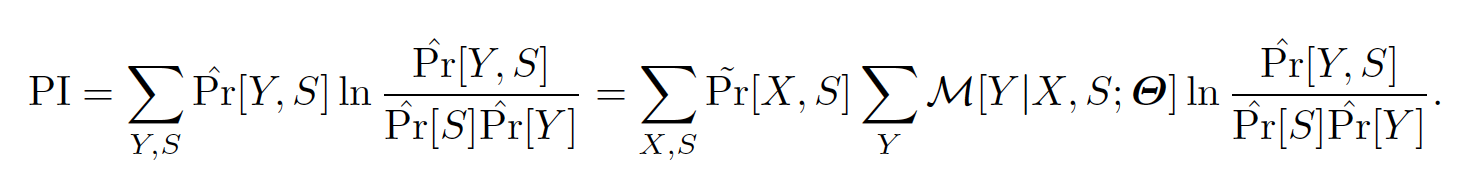 $\mathrm{PI} = \sum_{Y,S} \hat{\Pr}[Y,S] \ln \frac{\hat{\Pr}[Y,S]}{\hat{\Pr}[S]\hat{\Pr}[Y]} = \sum_{X,S} \tilde{\Pr}[X,S] \sum_{Y} \mathcal{M}[Y|X,S;\boldsymbol{\Theta}] \ln \frac{\hat{\Pr}[Y,S]}{\hat{\Pr}[S]\hat{\Pr}[Y]}.$